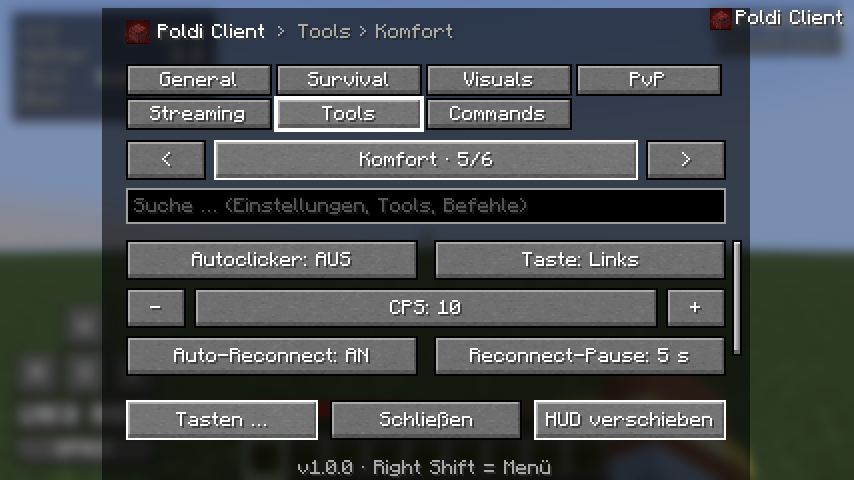 Poldi Client
Poldi Client > Tools > Komfort
General Survival Visuals PvP
Streaming Tools Commands
< Komfort · 5/6 >
Suche ... (Einstellungen, Tools, Befehle)
Autoclicker: AUS Taste: Links
- CPS: 10 +
Auto-Reconnect: AN Reconnect-Pause: 5 s
Tasten ... Schließen HUD verschieben
v1.0.0 · Right Shift = Menü